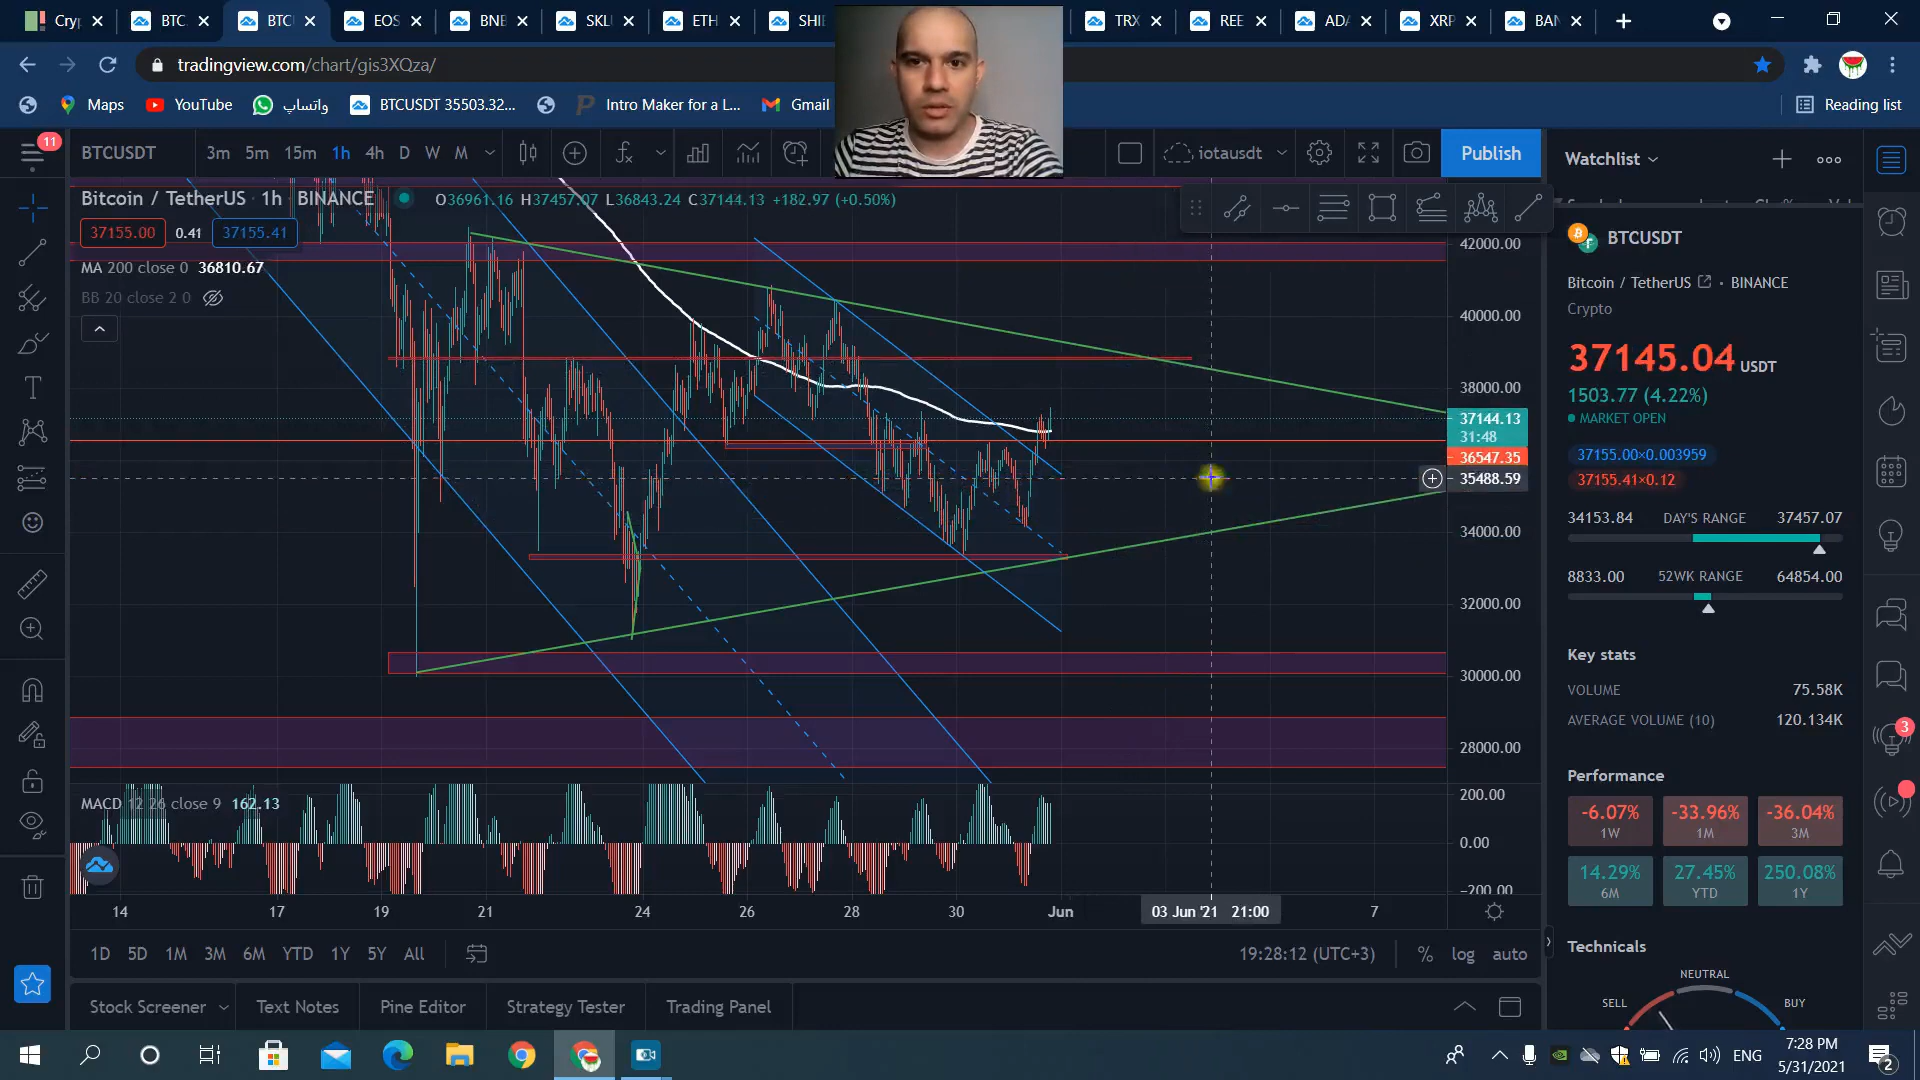 Cryp
BTC
BTC
EOS
BNB
SKL
ETH
SHI
TRX
REE
ADA
XRP
BAN
tradingview.com/chart/gis3XQza/
Maps
YouTube
واتساپ
BTCUSDT 35503.32...
Intro Maker for a L...
Gmail
Reading list
11
BTCUSDT
3m 5m 15m 1h 4h D W M
iotausdt
Publish
Watchlist
Bitcoin / TetherUS 1h BINANCE
O36961.16 H37457.07 L36843.24 C37144.13 +182.97 (+0.50%)
37155.00 0.41 37155.41
MA 200 close 0 36810.67
BB 20 close 2 0
42000.00
40000.00
38000.00
37144.13
31:48
36547.35
35488.59
34000.00
32000.00
30000.00
28000.00
MACD 12 26 close 9 162.13
200.00
0.00
-200.00
14 17 19 21 24 26 28 30 Jun 03 Jun '21 21:00 7
1D 5D 1M 3M 6M YTD 1Y 5Y All
19:28:12 (UTC+3)
% log auto
Stock Screener
Text Notes
Pine Editor
Strategy Tester
Trading Panel
BTCUSDT
Bitcoin / TetherUS · BINANCE
Crypto
37145.04 USDT
1503.77 (4.22%)
MARKET OPEN
37155.00×0.003959
37155.41×0.12
34153.84 DAY'S RANGE 37457.07
8833.00 52WK RANGE 64854.00
Key stats
VOLUME 75.58K
AVERAGE VOLUME (10) 120.134K
Performance
-6.07% -33.96% -36.04%
1W 1M 3M
14.29% 27.45% 250.08%
6M YTD 1Y
Technicals
NEUTRAL
SELL BUY
3
ENG
7:28 PM
5/31/2021
2